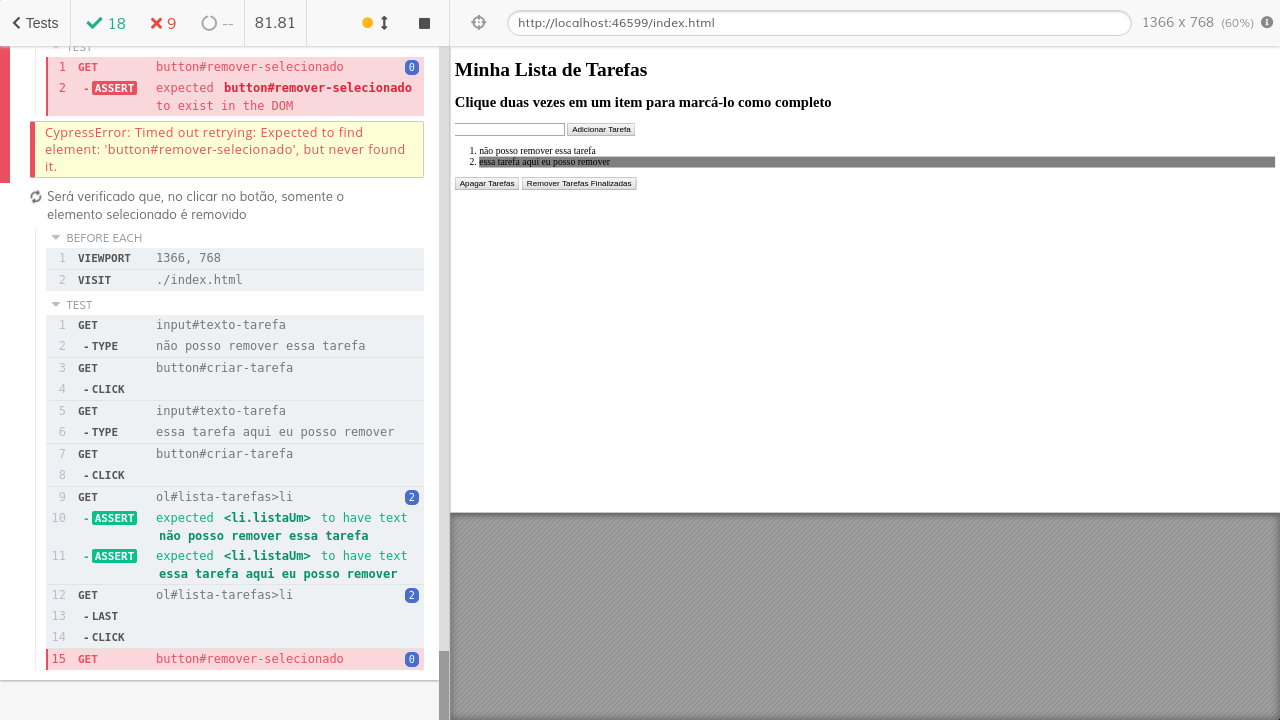 Tests
18
9
--
81.81
http://localhost:46599/index.html
1366 x 768 (60%)
TEST
1 GET button#remover-selecionado 0
2 - ASSERT expected button#remover-selecionado
to exist in the DOM
CypressError: Timed out retrying: Expected to find
element: 'button#remover-selecionado', but never found
it.
Será verificado que, no clicar no botão, somente o
elemento selecionado é removido
BEFORE EACH
1 VIEWPORT 1366, 768
2 VISIT ./index.html
TEST
1 GET input#texto-tarefa
2 - TYPE não posso remover essa tarefa
3 GET button#criar-tarefa
4 - CLICK
5 GET input#texto-tarefa
6 - TYPE essa tarefa aqui eu posso remover
7 GET button#criar-tarefa
8 - CLICK
9 GET ol#lista-tarefas>li 2
10 - ASSERT expected <li.listaUm> to have text
não posso remover essa tarefa
11 - ASSERT expected <li.listaUm> to have text
essa tarefa aqui eu posso remover
12 GET ol#lista-tarefas>li 2
13 - LAST
14 - CLICK
15 GET button#remover-selecionado 0
Minha Lista de Tarefas
Clique duas vezes em um item para marcá-lo como completo
Adicionar Tarefa
1. não posso remover essa tarefa
2. essa tarefa aqui eu posso remover
Apagar Tarefas Remover Tarefas Finalizadas